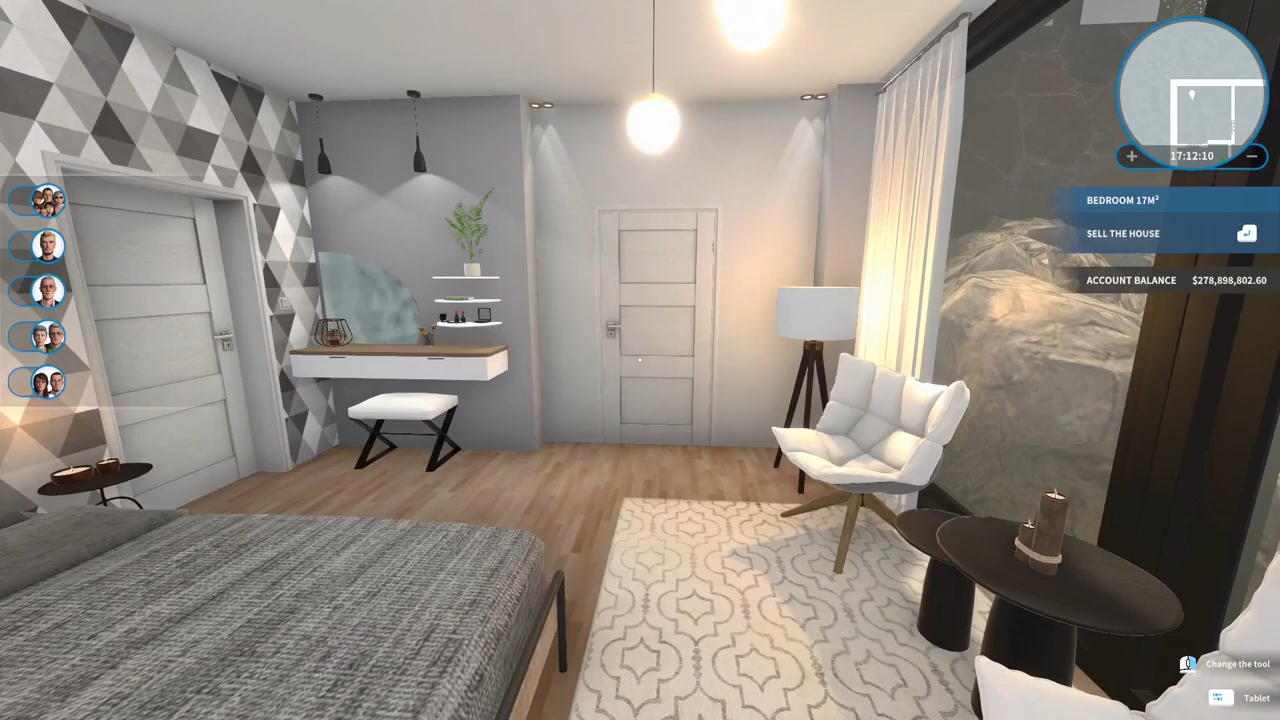 17:12:10
BEDROOM 17M²
SELL THE HOUSE
ACCOUNT BALANCE $278,898,802.60
Change the tool
Tablet